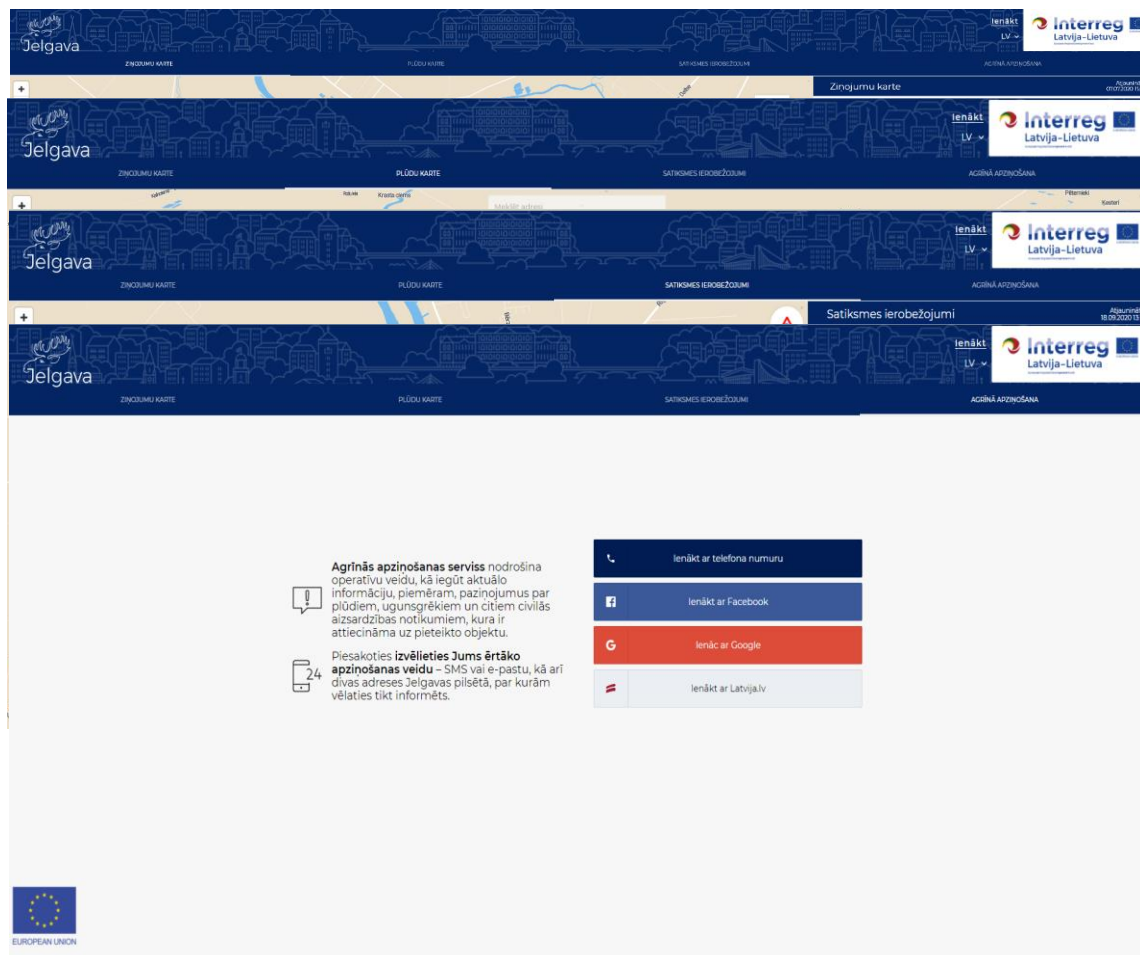 Jelgava
Ienākt
LV
Interreg
Latvija-Lietuva
ZIŅOJUMU KARTE
PLŪDU KARTE
SATIKSMES IEROBEŽOJUMI
AGRĪNĀ APZIŅOŠANA
+
Ziņojumu karte
Jelgava
Ienākt
LV
Interreg
Latvija-Lietuva
ZIŅOJUMU KARTE
PLŪDU KARTE
SATIKSMES IEROBEŽOJUMI
AGRĪNĀ APZIŅOŠANA
+
Meklēt adresi
Jelgava
Ienākt
LV
Interreg
Latvija-Lietuva
ZIŅOJUMU KARTE
PLŪDU KARTE
SATIKSMES IEROBEŽOJUMI
AGRĪNĀ APZIŅOŠANA
+
Satiksmes ierobežojumi
Jelgava
Ienākt
LV
Interreg
Latvija-Lietuva
ZIŅOJUMU KARTE
PLŪDU KARTE
SATIKSMES IEROBEŽOJUMI
AGRĪNĀ APZIŅOŠANA
Agrīnās apziņošanas serviss nodrošina
operatīvu veidu, kā iegūt aktuālo
informāciju, piemēram, paziņojumus par
plūdiem, ugunsgrēkiem un citiem civilās
aizsardzības notikumiem, kura ir
attiecināma uz pieteikto objektu.
24
Piesakoties izvēlieties Jums ērtāko
apziņošanas veidu – SMS vai e-pastu, kā arī
divas adreses Jelgavas pilsētā, par kurām
vēlaties tikt informēts.
Ienākt ar telefona numuru
Ienākt ar Facebook
Ienāc ar Google
Ienākt ar Latvija.lv
EUROPEAN UNION